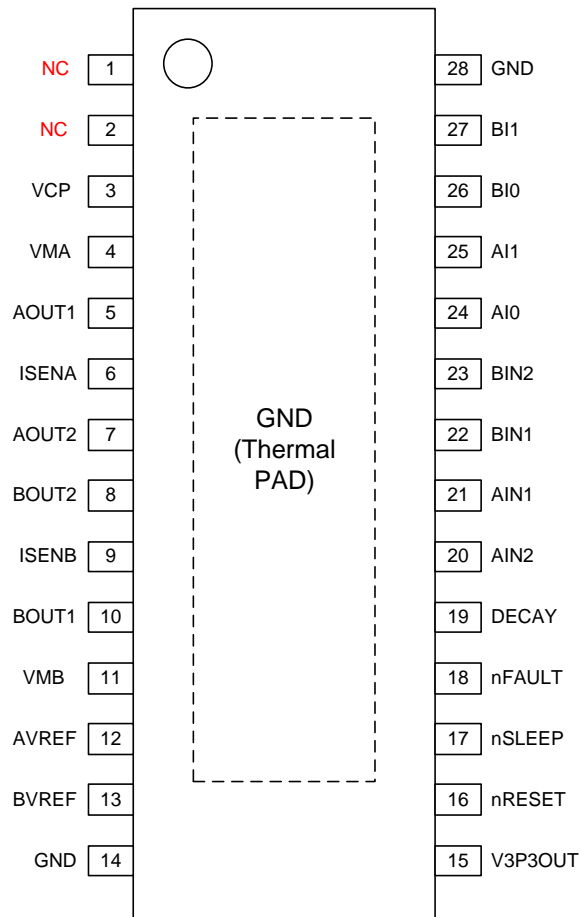 NC 1 28 GND
NC 2 27 BI1
VCP 3 26 BI0
VMA 4 25 AI1
AOUT1 5 24 AI0
ISENA 6 23 BIN2
AOUT2 7 22 BIN1
BOUT2 8 21 AIN1
ISENB 9 20 AIN2
BOUT1 10 19 DECAY
VMB 11 18 nFAULT
AVREF 12 17 nSLEEP
BVREF 13 16 nRESET
GND 14 15 V3P3OUT
GND
(Thermal
PAD)